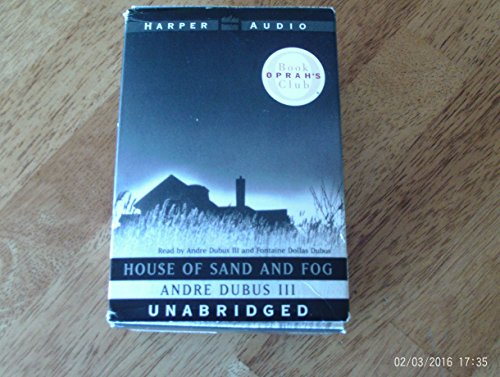 HARPER AUDIO
Book
OPRAH'S
Club
Read by Andre Dubus III and Fontaine Dollas Dubus
HOUSE OF SAND AND FOG
ANDRE DUBUS III
UNABRIDGED
02/03/2016 17:35